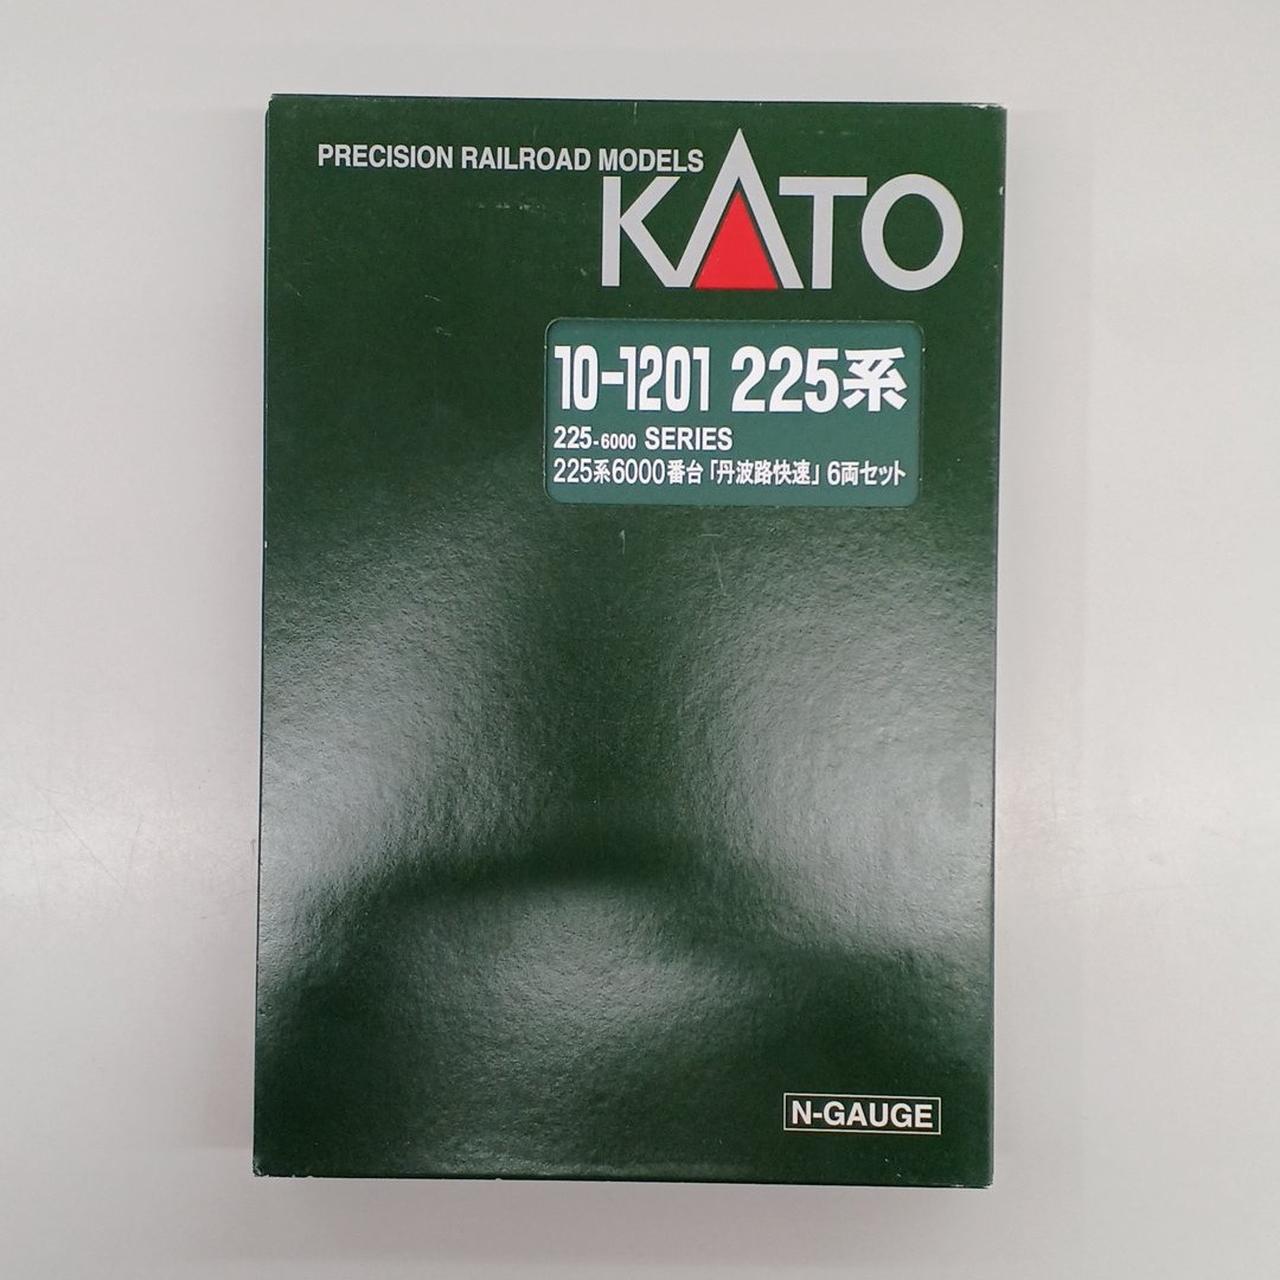 PRECISION RAILROAD MODELS
KATO
10-1201 225系
225-6000 SERIES
225系6000番台「丹波路快速」6両セット
N-GAUGE